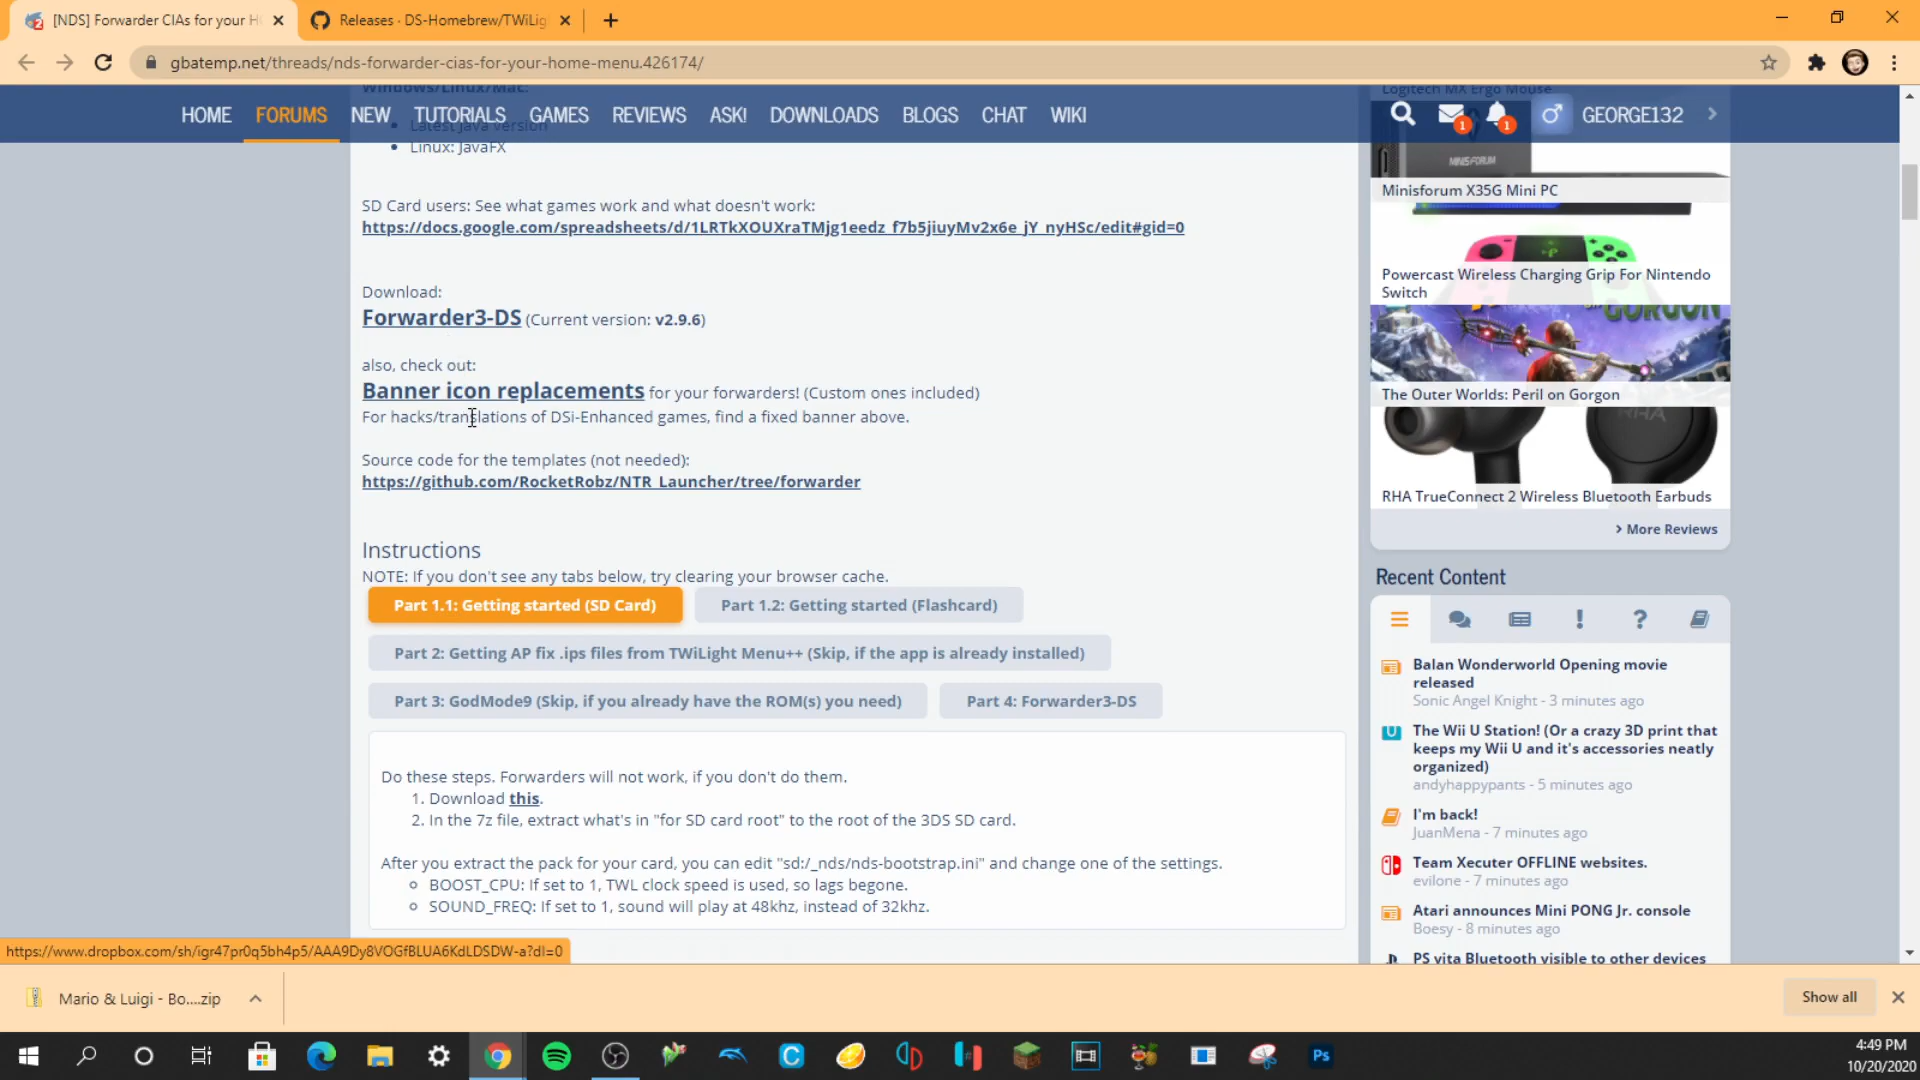 [NDS] Forwarder CIAs for your H
Releases · DS-Homebrew/TWiLig
gbatemp.net/threads/nds-forwarder-cias-for-your-home-menu.426174/
Windows/Linux/Mac:
Logitech MX Ergo Mouse
HOME FORUMS NEW TUTORIALS GAMES REVIEWS ASK! DOWNLOADS BLOGS CHAT WIKI
1 1 GEORGE132
Latest Java version
Linux: JavaFX
SD Card users: See what games work and what doesn't work:
https://docs.google.com/spreadsheets/d/1LRTkXOUXraTMjg1eedz_f7b5jiuyMv2x6e_jY_nyHSc/edit#gid=0
Download:
Forwarder3-DS (Current version: v2.9.6)
also, check out:
Banner icon replacements for your forwarders! (Custom ones included)
For hacks/translations of DSi-Enhanced games, find a fixed banner above.
Source code for the templates (not needed):
https://github.com/RocketRobz/NTR_Launcher/tree/forwarder
Instructions
NOTE: If you don't see any tabs below, try clearing your browser cache.
Part 1.1: Getting started (SD Card)
Part 1.2: Getting started (Flashcard)
Part 2: Getting AP fix .ips files from TWiLight Menu++ (Skip, if the app is already installed)
Part 3: GodMode9 (Skip, if you already have the ROM(s) you need)
Part 4: Forwarder3-DS
Do these steps. Forwarders will not work, if you don't do them.
1. Download this.
2. In the 7z file, extract what's in "for SD card root" to the root of the 3DS SD card.
After you extract the pack for your card, you can edit "sd:/_nds/nds-bootstrap.ini" and change one of the settings.
BOOST_CPU: If set to 1, TWL clock speed is used, so lags begone.
SOUND_FREQ: If set to 1, sound will play at 48khz, instead of 32khz.
MINISFORUM
Minisforum X35G Mini PC
Powercast Wireless Charging Grip For Nintendo
Switch
GORGON
The Outer Worlds: Peril on Gorgon
RHA
RHA TrueConnect 2 Wireless Bluetooth Earbuds
More Reviews
Recent Content
Balan Wonderworld Opening movie
released
Sonic Angel Knight - 3 minutes ago
The Wii U Station! (Or a crazy 3D print that
keeps my Wii U and it's accessories neatly
organized)
andyhappypants - 5 minutes ago
I'm back!
JuanMena - 7 minutes ago
Team Xecuter OFFLINE websites.
evilone - 7 minutes ago
Atari announces Mini PONG Jr. console
Boesy - 8 minutes ago
PS vita Bluetooth visible to other devices
https://www.dropbox.com/sh/igr47pr0q5bh4p5/AAA9Dy8VOGfBLUA6KdLDSDW-a?dl=0
Mario & Luigi - Bo....zip
Show all
Ps
4:49 PM
10/20/2020